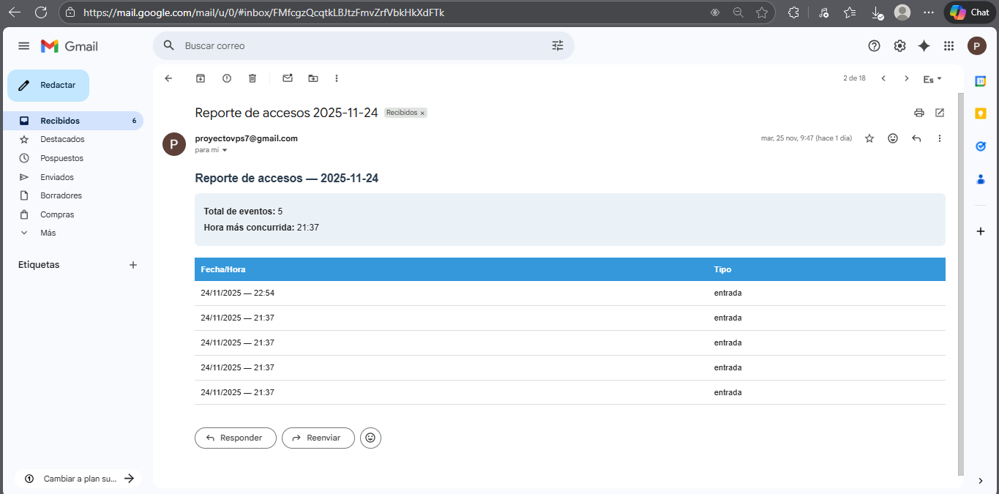 https://mail.google.com/mail/u/0/#inbox/FMfcgzQcqtkLBJtzFmvZrfVbkHkXdFTk
Chat
Gmail
Buscar correo
P
Redactar
2 de 18
Es
Recibidos 6
Destacados
Pospuestos
Enviados
Borradores
Compras
Más
Etiquetas
Reporte de accesos 2025-11-24 Recibidos x
P
proyectovps7@gmail.com
mar, 25 nov, 9:47 (hace 1 día)
para mí
Reporte de accesos — 2025-11-24
Total de eventos: 5
Hora más concurrida: 21:37
Fecha/Hora Tipo
24/11/2025 — 22:54 entrada
24/11/2025 — 21:37 entrada
24/11/2025 — 21:37 entrada
24/11/2025 — 21:37 entrada
24/11/2025 — 21:37 entrada
Responder
Reenviar
Cambiar a plan su...